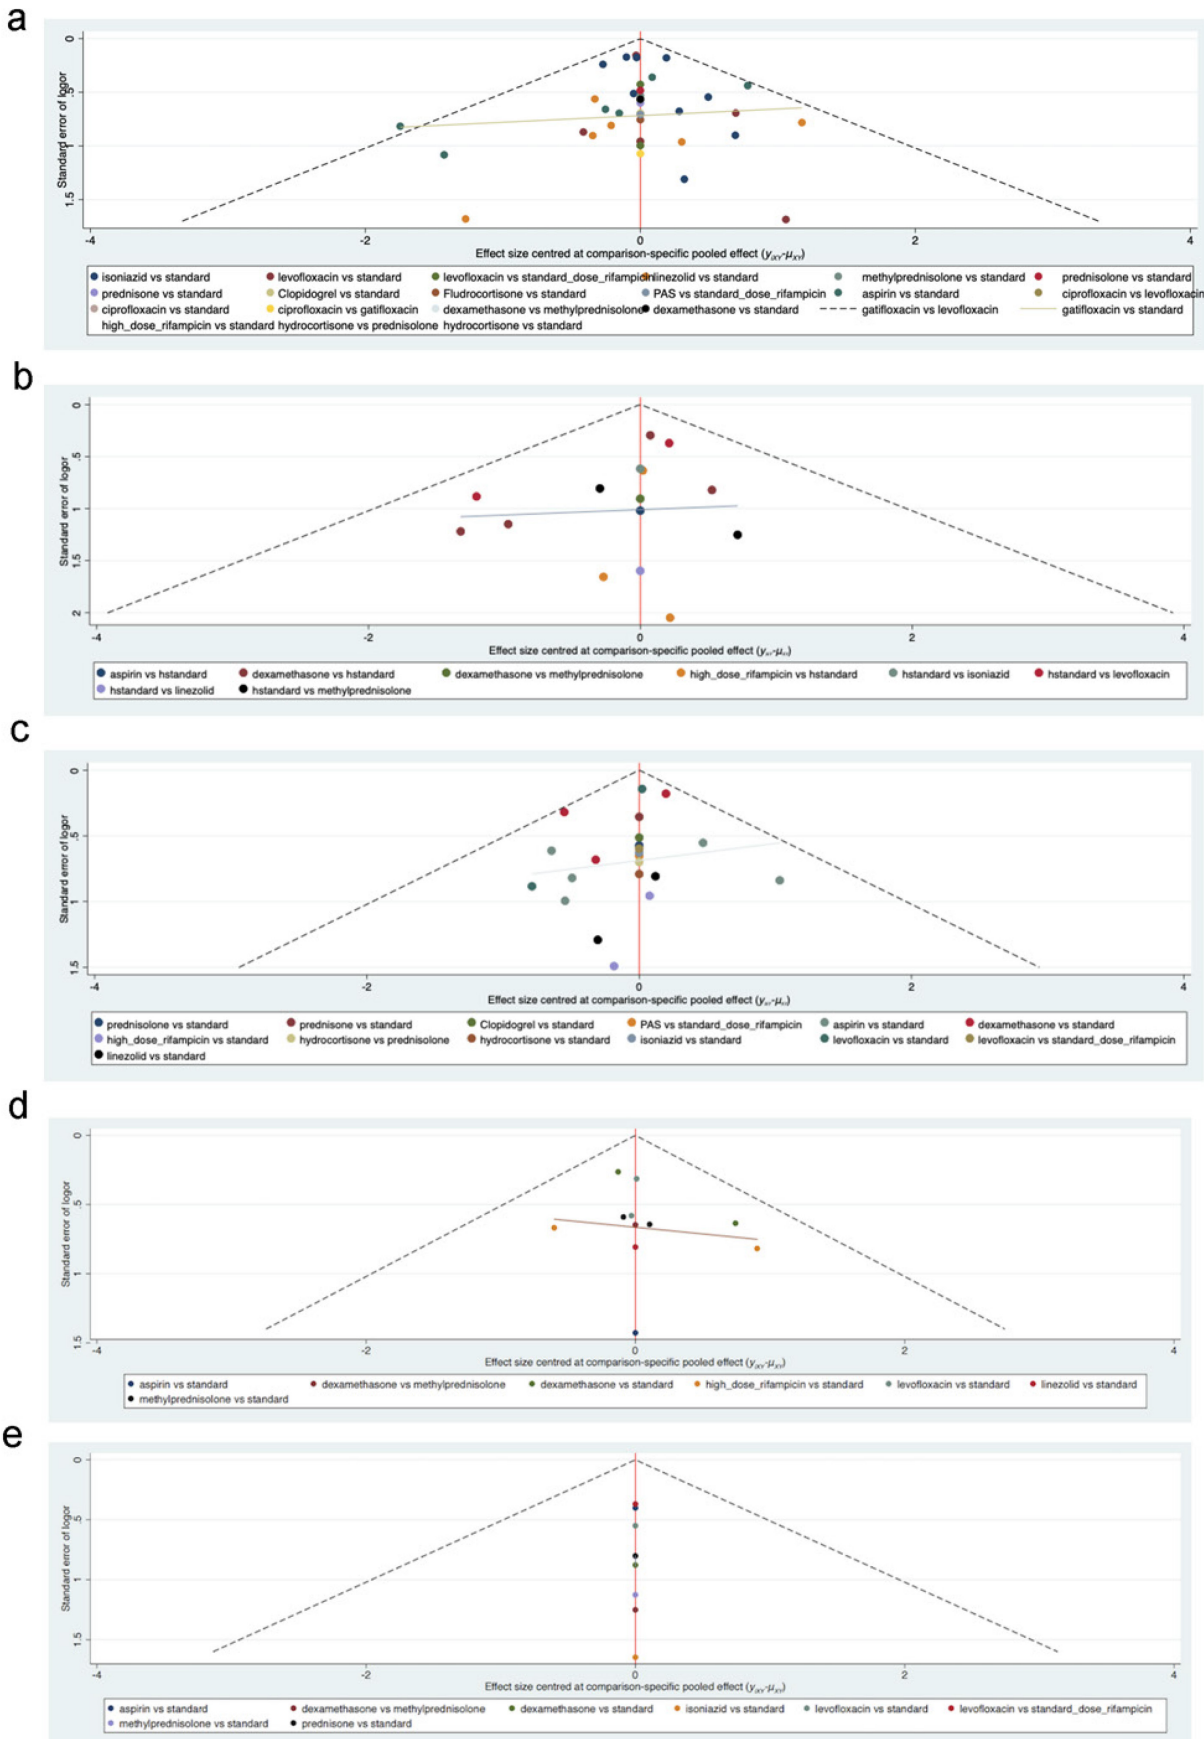 a
0
.5
1
1.5
Standard error of logor
-4 -2 0 2 4
Effect size centred at comparison-specific pooled effect (yiXY-μXY)
isoniazid vs standard levofloxacin vs standard levofloxacin vs standard_dose_rifampicin linezolid vs standard methylprednisolone vs standard prednisolone vs standard
prednisone vs standard Clopidogrel vs standard Fludrocortisone vs standard PAS vs standard_dose_rifampicin aspirin vs standard ciprofloxacin vs levofloxacin
ciprofloxacin vs standard ciprofloxacin vs gatifloxacin dexamethasone vs methylprednisolone dexamethasone vs standard gatifloxacin vs levofloxacin gatifloxacin vs standard
high_dose_rifampicin vs standard hydrocortisone vs prednisolone hydrocortisone vs standard
b
0
.5
1
1.5
2
Standard error of logor
-4 -2 0 2 4
Effect size centred at comparison-specific pooled effect
aspirin vs hstandard dexamethasone vs hstandard dexamethasone vs methylprednisolone high_dose_rifampicin vs hstandard hstandard vs isoniazid hstandard vs levofloxacin
hstandard vs linezolid hstandard vs methylprednisolone
c
0
.5
1
1.5
Standard error of logor
-4 -2 0 2 4
Effect size centred at comparison-specific pooled effect
prednisolone vs standard prednisone vs standard Clopidogrel vs standard PAS vs standard_dose_rifampicin aspirin vs standard dexamethasone vs standard
high_dose_rifampicin vs standard hydrocortisone vs prednisolone hydrocortisone vs standard isoniazid vs standard levofloxacin vs standard levofloxacin vs standard_dose_rifampicin
linezolid vs standard
d
0
.5
1
1.5
Standard error of logor
-4 -2 0 2 4
Effect size centred at comparison-specific pooled effect (yiXY-μXY)
aspirin vs standard dexamethasone vs methylprednisolone dexamethasone vs standard high_dose_rifampicin vs standard levofloxacin vs standard linezolid vs standard
methylprednisolone vs standard
e
0
.5
1
1.5
Standard error of logor
-4 -2 0 2 4
Effect size centred at comparison-specific pooled effect (yiXY-μXY)
aspirin vs standard dexamethasone vs methylprednisolone dexamethasone vs standard isoniazid vs standard levofloxacin vs standard levofloxacin vs standard_dose_rifampicin
methylprednisolone vs standard prednisone vs standard